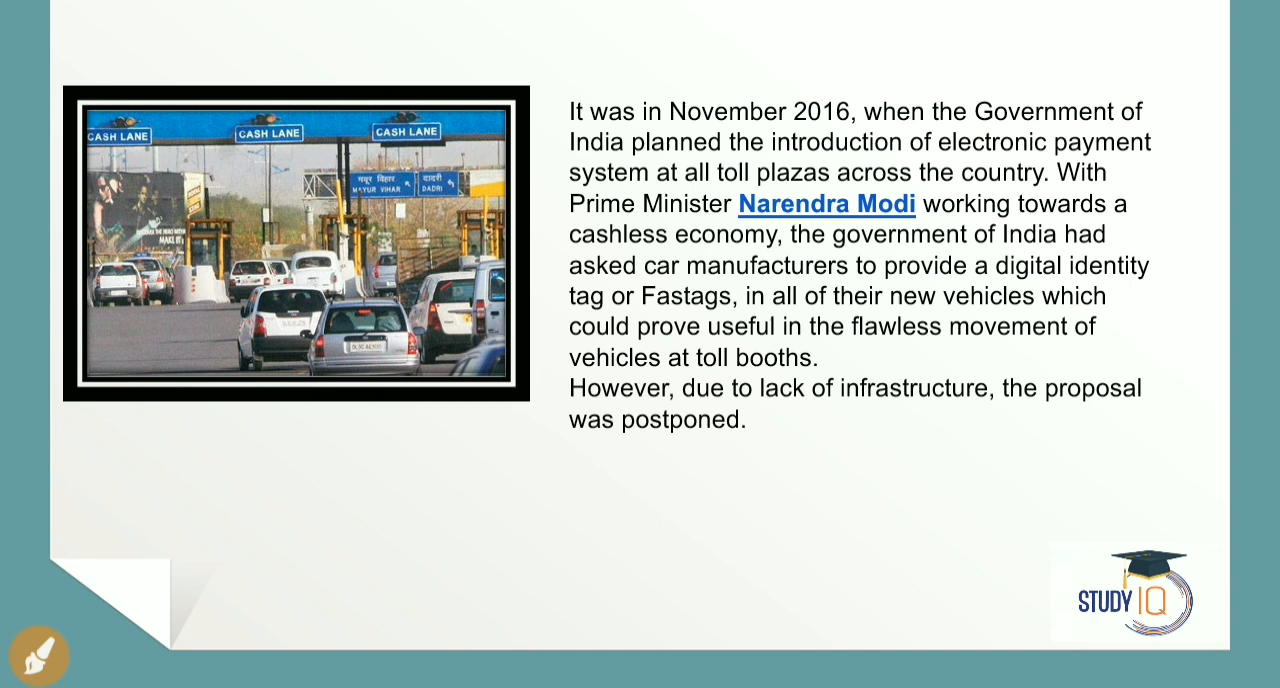 CASH LANE
CASH LANE
CASH LANE
मयूर विहार
MAYUR VIHAR
दादरी
DADRI
MAKE IT
It was in November 2016, when the Government of
India planned the introduction of electronic payment
system at all toll plazas across the country. With
Prime Minister Narendra Modi working towards a
cashless economy, the government of India had
asked car manufacturers to provide a digital identity
tag or Fastags, in all of their new vehicles which
could prove useful in the flawless movement of
vehicles at toll booths.
However, due to lack of infrastructure, the proposal
was postponed.
STUDY IQ